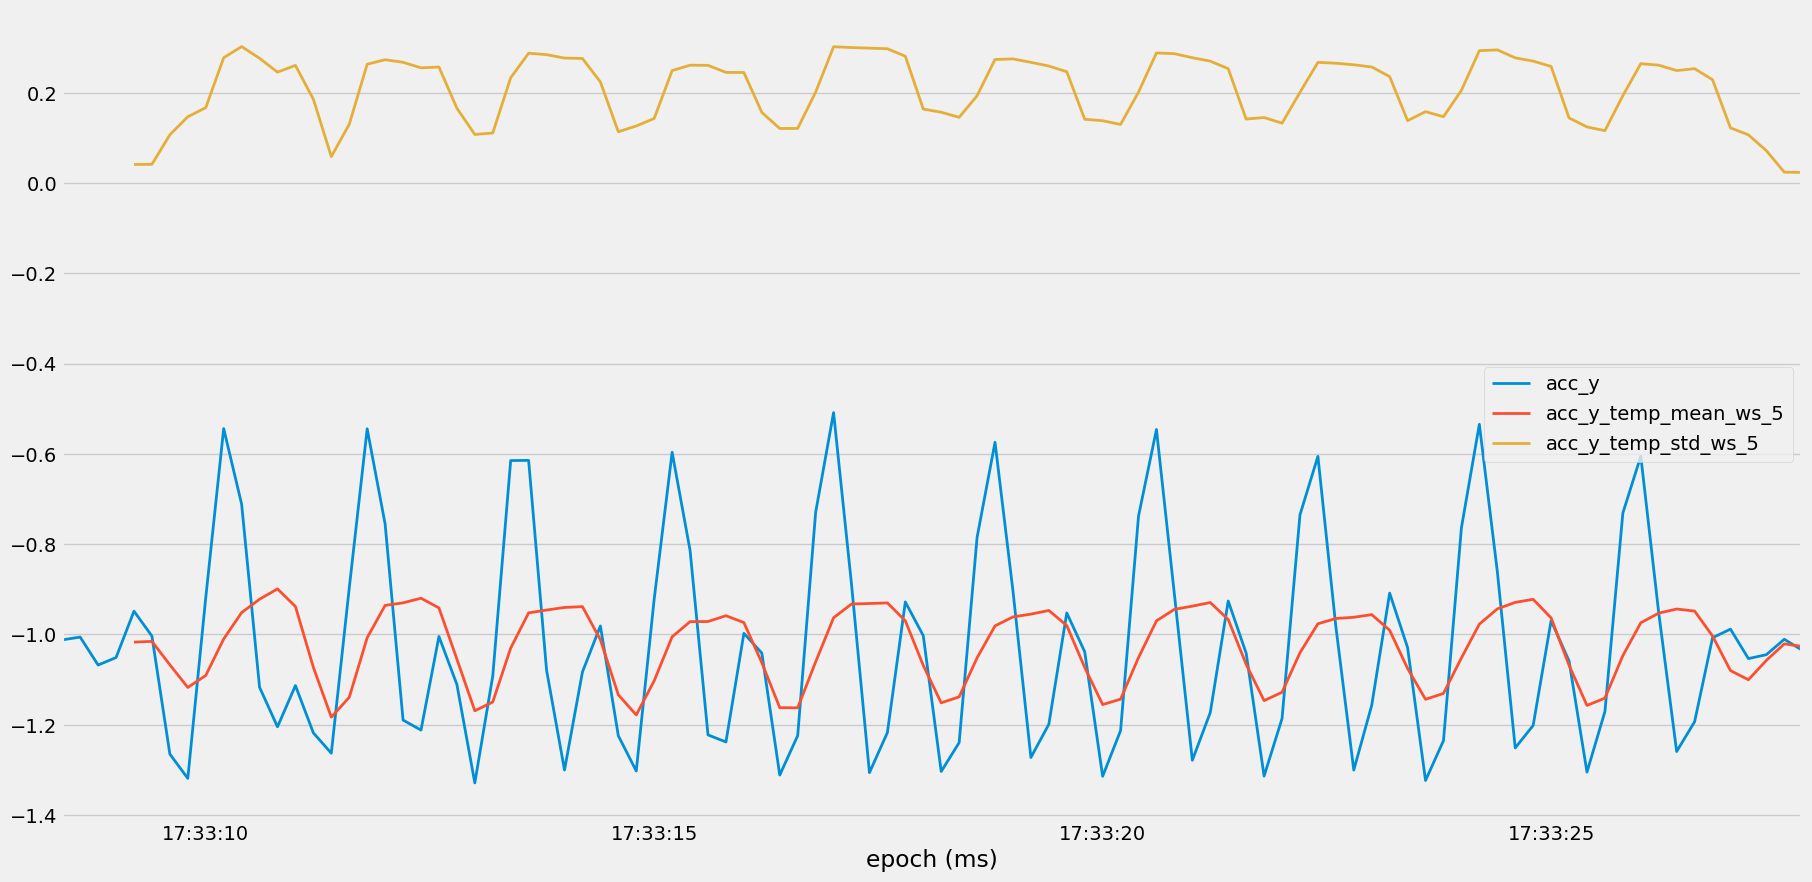 0.2
0.0
−0.2
−0.4
−0.6
−0.8
−1.0
−1.2
−1.4
acc_y
acc_y_temp_mean_ws_5
acc_y_temp_std_ws_5
17:33:10 17:33:15 17:33:20 17:33:25
epoch (ms)